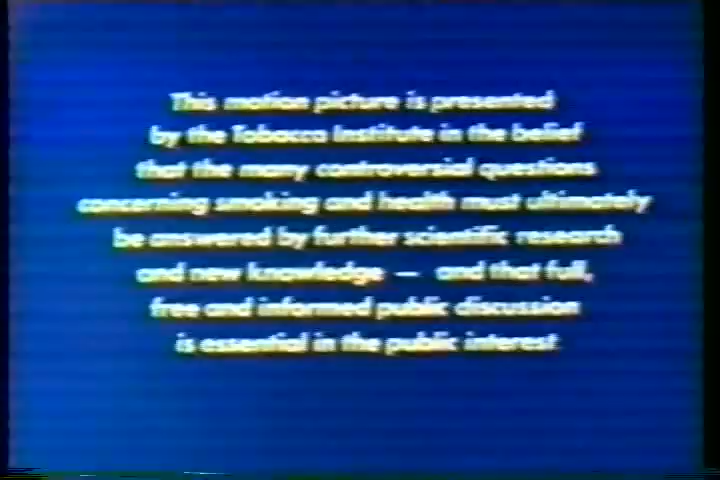 This motion picture is presented
by the Tobacco Institute in the belief
that the many controversial questions
concerning smoking and health must ultimately
be answered by further scientific research
and new knowledge — and that full,
free and informed public discussion
is essential in the public interest.